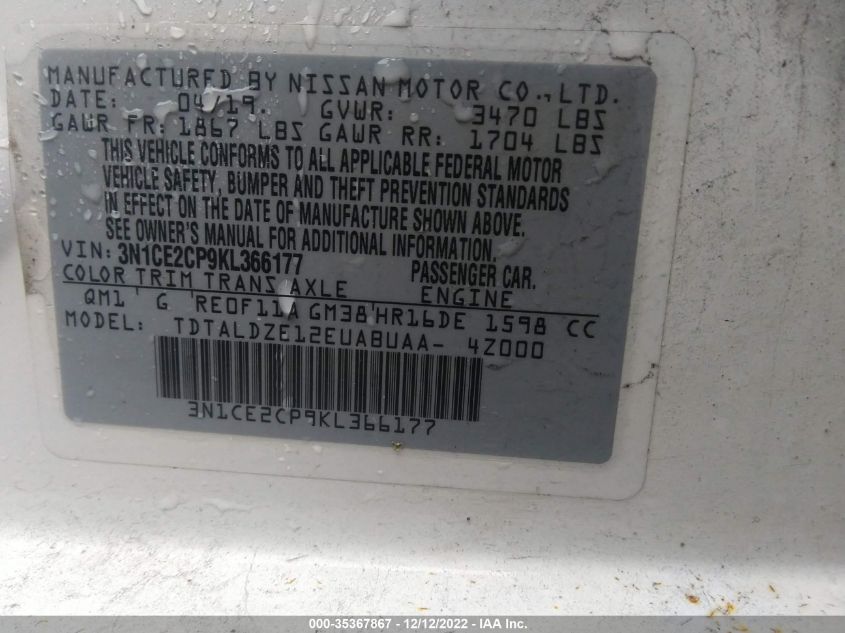 MANUFACTURED BY NISSAN MOTOR CO.,LTD.
DATE: 04/19. GVWR: 3470 LBS
GAWR FR: 1867 LBS GAWR RR: 1704 LBS
THIS VEHICLE CONFORMS TO ALL APPLICABLE FEDERAL MOTOR
VEHICLE SAFETY, BUMPER AND THEFT PREVENTION STANDARDS
IN EFFECT ON THE DATE OF MANUFACTURE SHOWN ABOVE.
SEE OWNER'S MANUAL FOR ADDITIONAL INFORMATION.
VIN: 3N1CE2CP9KL366177 PASSENGER CAR.
COLOR TRIM TRANS AXLE ENGINE
QM1 G RE0F11A GM38 HR16DE 1598 CC
TDTALDZE12EUABUAA- 4Z000
3N1CE2CP9KL366177
000-35367867 - 12/12/2022 - IAA Inc.